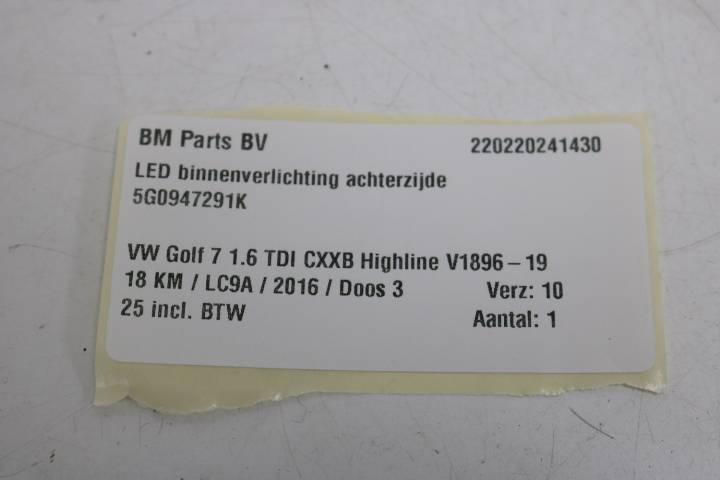 BM Parts BV 220220241430
LED binnenverlichting achterzijde
5G0947291K
VW Golf 7 1.6 TDI CXXB Highline V1896 – 19
18 KM / LC9A / 2016 / Doos 3 Verz: 10
25 incl. BTW Aantal: 1